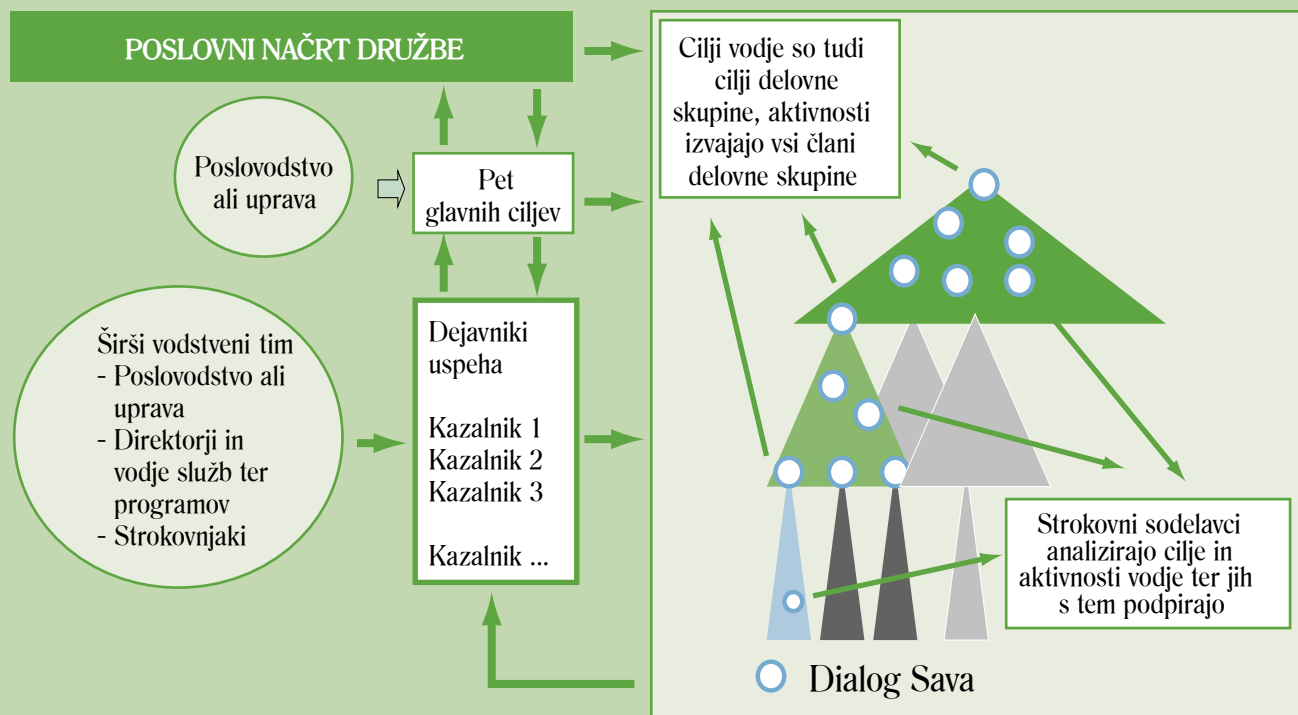 POSLOVNI NAČRT DRUŽBE
Poslovodstvo
ali uprava
Pet
glavnih ciljev
Širši vodstveni tim
- Poslovodstvo ali
uprava
- Direktorji in
vodje služb ter
programov
- Strokovnjaki
Dejavniki
uspeha
Kazalnik 1
Kazalnik 2
Kazalnik 3
Kazalnik ...
Cilji vodje so tudi
cilji delovne
skupine, aktivnosti
izvajajo vsi člani
delovne skupine
Strokovni sodelavci
analizirajo cilje in
aktivnosti vodje ter jih
s tem podpirajo
Dialog Sava